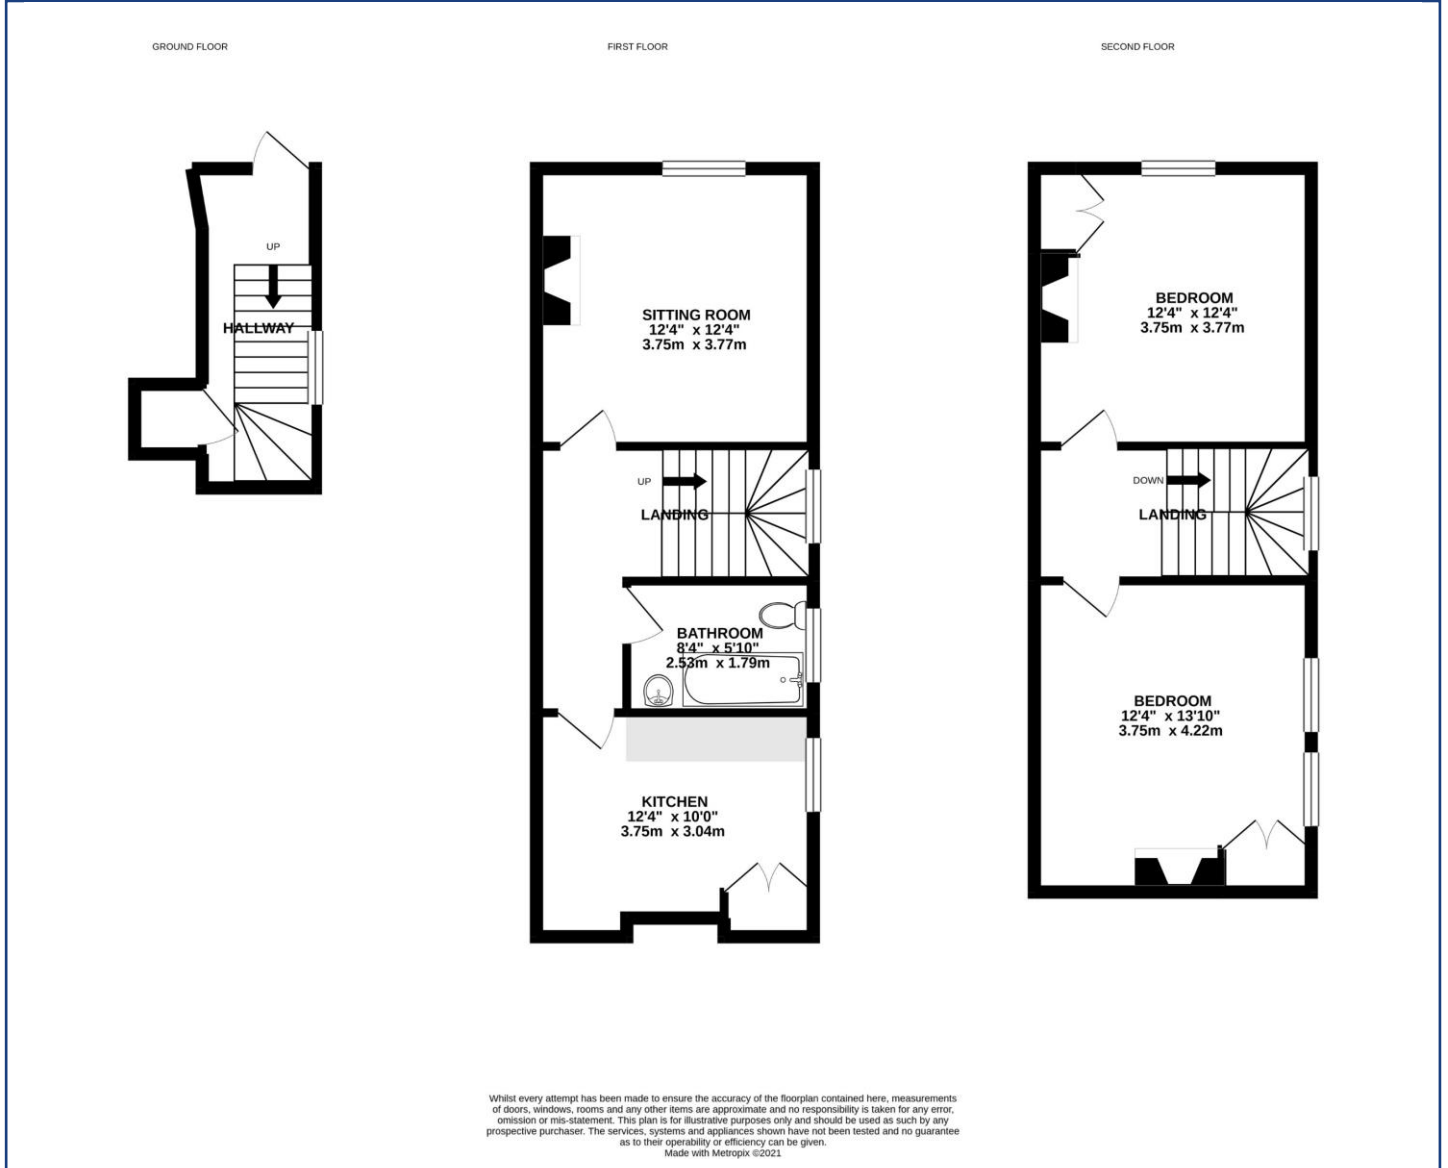 GROUND FLOOR
UP
HALLWAY
FIRST FLOOR
SITTING ROOM
12'4" x 12'4"
3.75m x 3.77m
UP
LANDING
BATHROOM
8'4" x 5'10"
2.53m x 1.79m
KITCHEN
12'4" x 10'0"
3.75m x 3.04m
SECOND FLOOR
BEDROOM
12'4" x 12'4"
3.75m x 3.77m
DOWN
LANDING
BEDROOM
12'4" x 13'10"
3.75m x 4.22m
Whilst every attempt has been made to ensure the accuracy of the floorplan contained here, measurements
of doors, windows, rooms and any other items are approximate and no responsibility is taken for any error,
omission or mis-statement. This plan is for illustrative purposes only and should be used as such by any
prospective purchaser. The services, systems and appliances shown have not been tested and no guarantee
as to their operability or efficiency can be given.
Made with Metropix ©2021